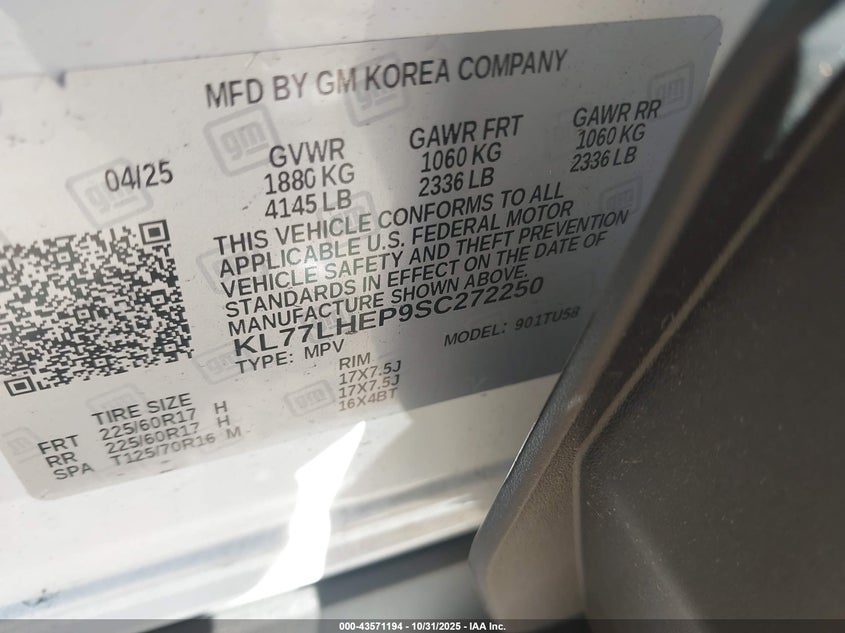 MFD BY GM KOREA COMPANY
04/25
GVWR
1880 KG
4145 LB
GAWR FRT
1060 KG
2336 LB
GAWR RR
1060 KG
2336 LB
THIS VEHICLE CONFORMS TO ALL
APPLICABLE U.S. FEDERAL MOTOR
VEHICLE SAFETY AND THEFT PREVENTION
STANDARDS IN EFFECT ON THE DATE OF
MANUFACTURE SHOWN ABOVE.
KL77LHEP9SC272250
TYPE: MPV
MODEL: 901TU58
TIRE SIZE RIM
FRT 225/60R17 H 17X7.5J
RR 225/60R17 H 17X7.5J
SPA T125/70R16 M 16X4BT
gm
000-43571194 - 10/31/2025 - IAA Inc.